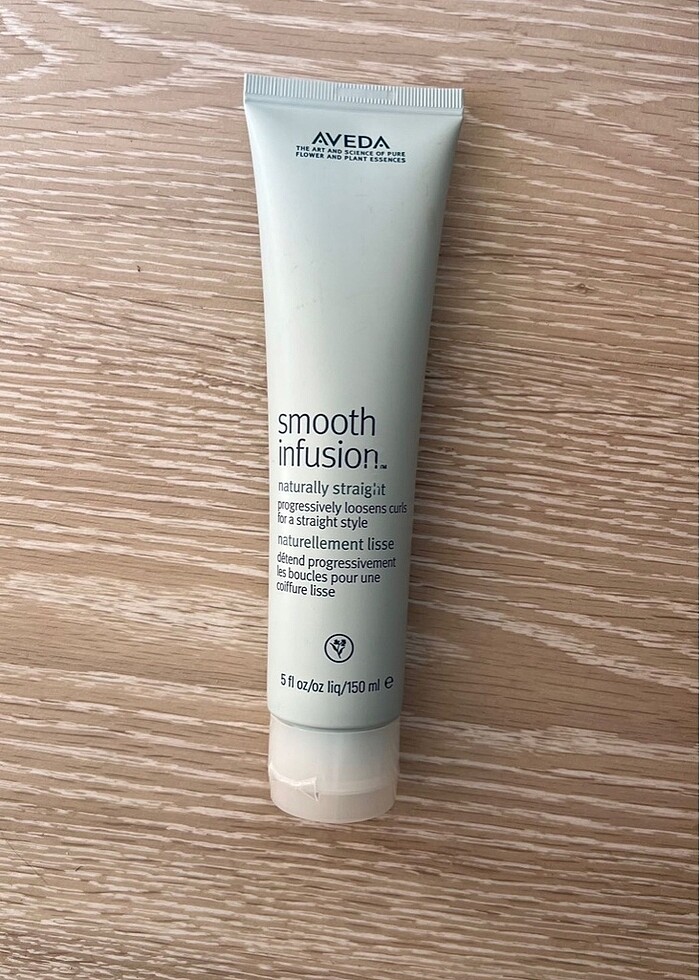 AVEDA
THE ART AND SCIENCE OF PURE
FLOWER AND PLANT ESSENCES
smooth
infusion™
naturally straight
progressively loosens curls
for a straight style
naturellement lisse
détend progressivement
les boucles pour une
coiffure lisse
5 fl oz/oz liq/150 ml ℮